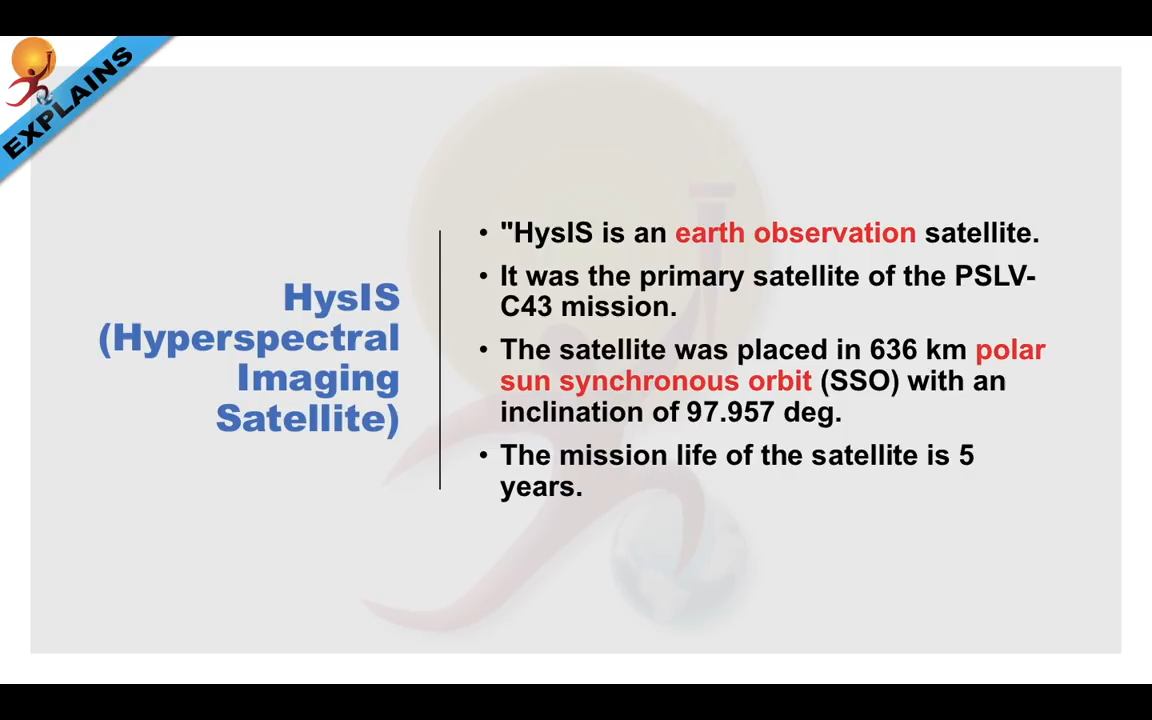 EXPLAINS
HysIS
(Hyperspectral
Imaging
Satellite)
• "HysIS is an earth observation satellite.
• It was the primary satellite of the PSLV-
C43 mission.
• The satellite was placed in 636 km polar
sun synchronous orbit (SSO) with an
inclination of 97.957 deg.
• The mission life of the satellite is 5
years.